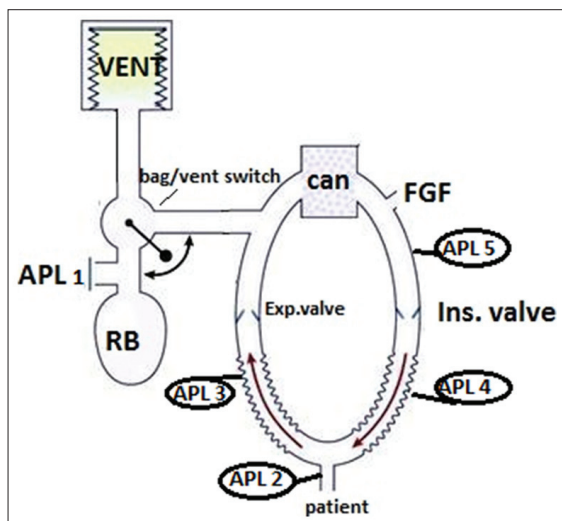 VENT
bag/vent switch
can
FGF
APL 5
APL 1
Exp.valve
Ins. valve
RB
APL 3
APL 4
APL 2
patient